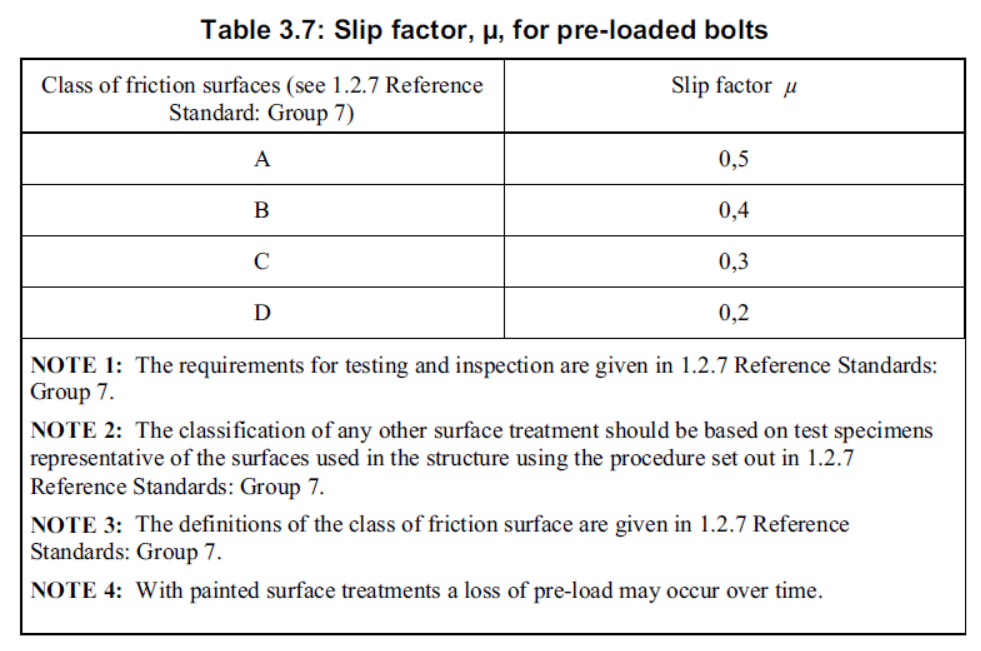 Table 3.7: Slip factor, μ, for pre-loaded bolts
Class of friction surfaces (see 1.2.7 Reference
Standard: Group 7)
Slip factor μ
A
0,5
B
0,4
C
0,3
D
0,2
NOTE 1: The requirements for testing and inspection are given in 1.2.7 Reference Standards:
Group 7.
NOTE 2: The classification of any other surface treatment should be based on test specimens
representative of the surfaces used in the structure using the procedure set out in 1.2.7
Reference Standards: Group 7.
NOTE 3: The definitions of the class of friction surface are given in 1.2.7 Reference
Standards: Group 7.
NOTE 4: With painted surface treatments a loss of pre-load may occur over time.